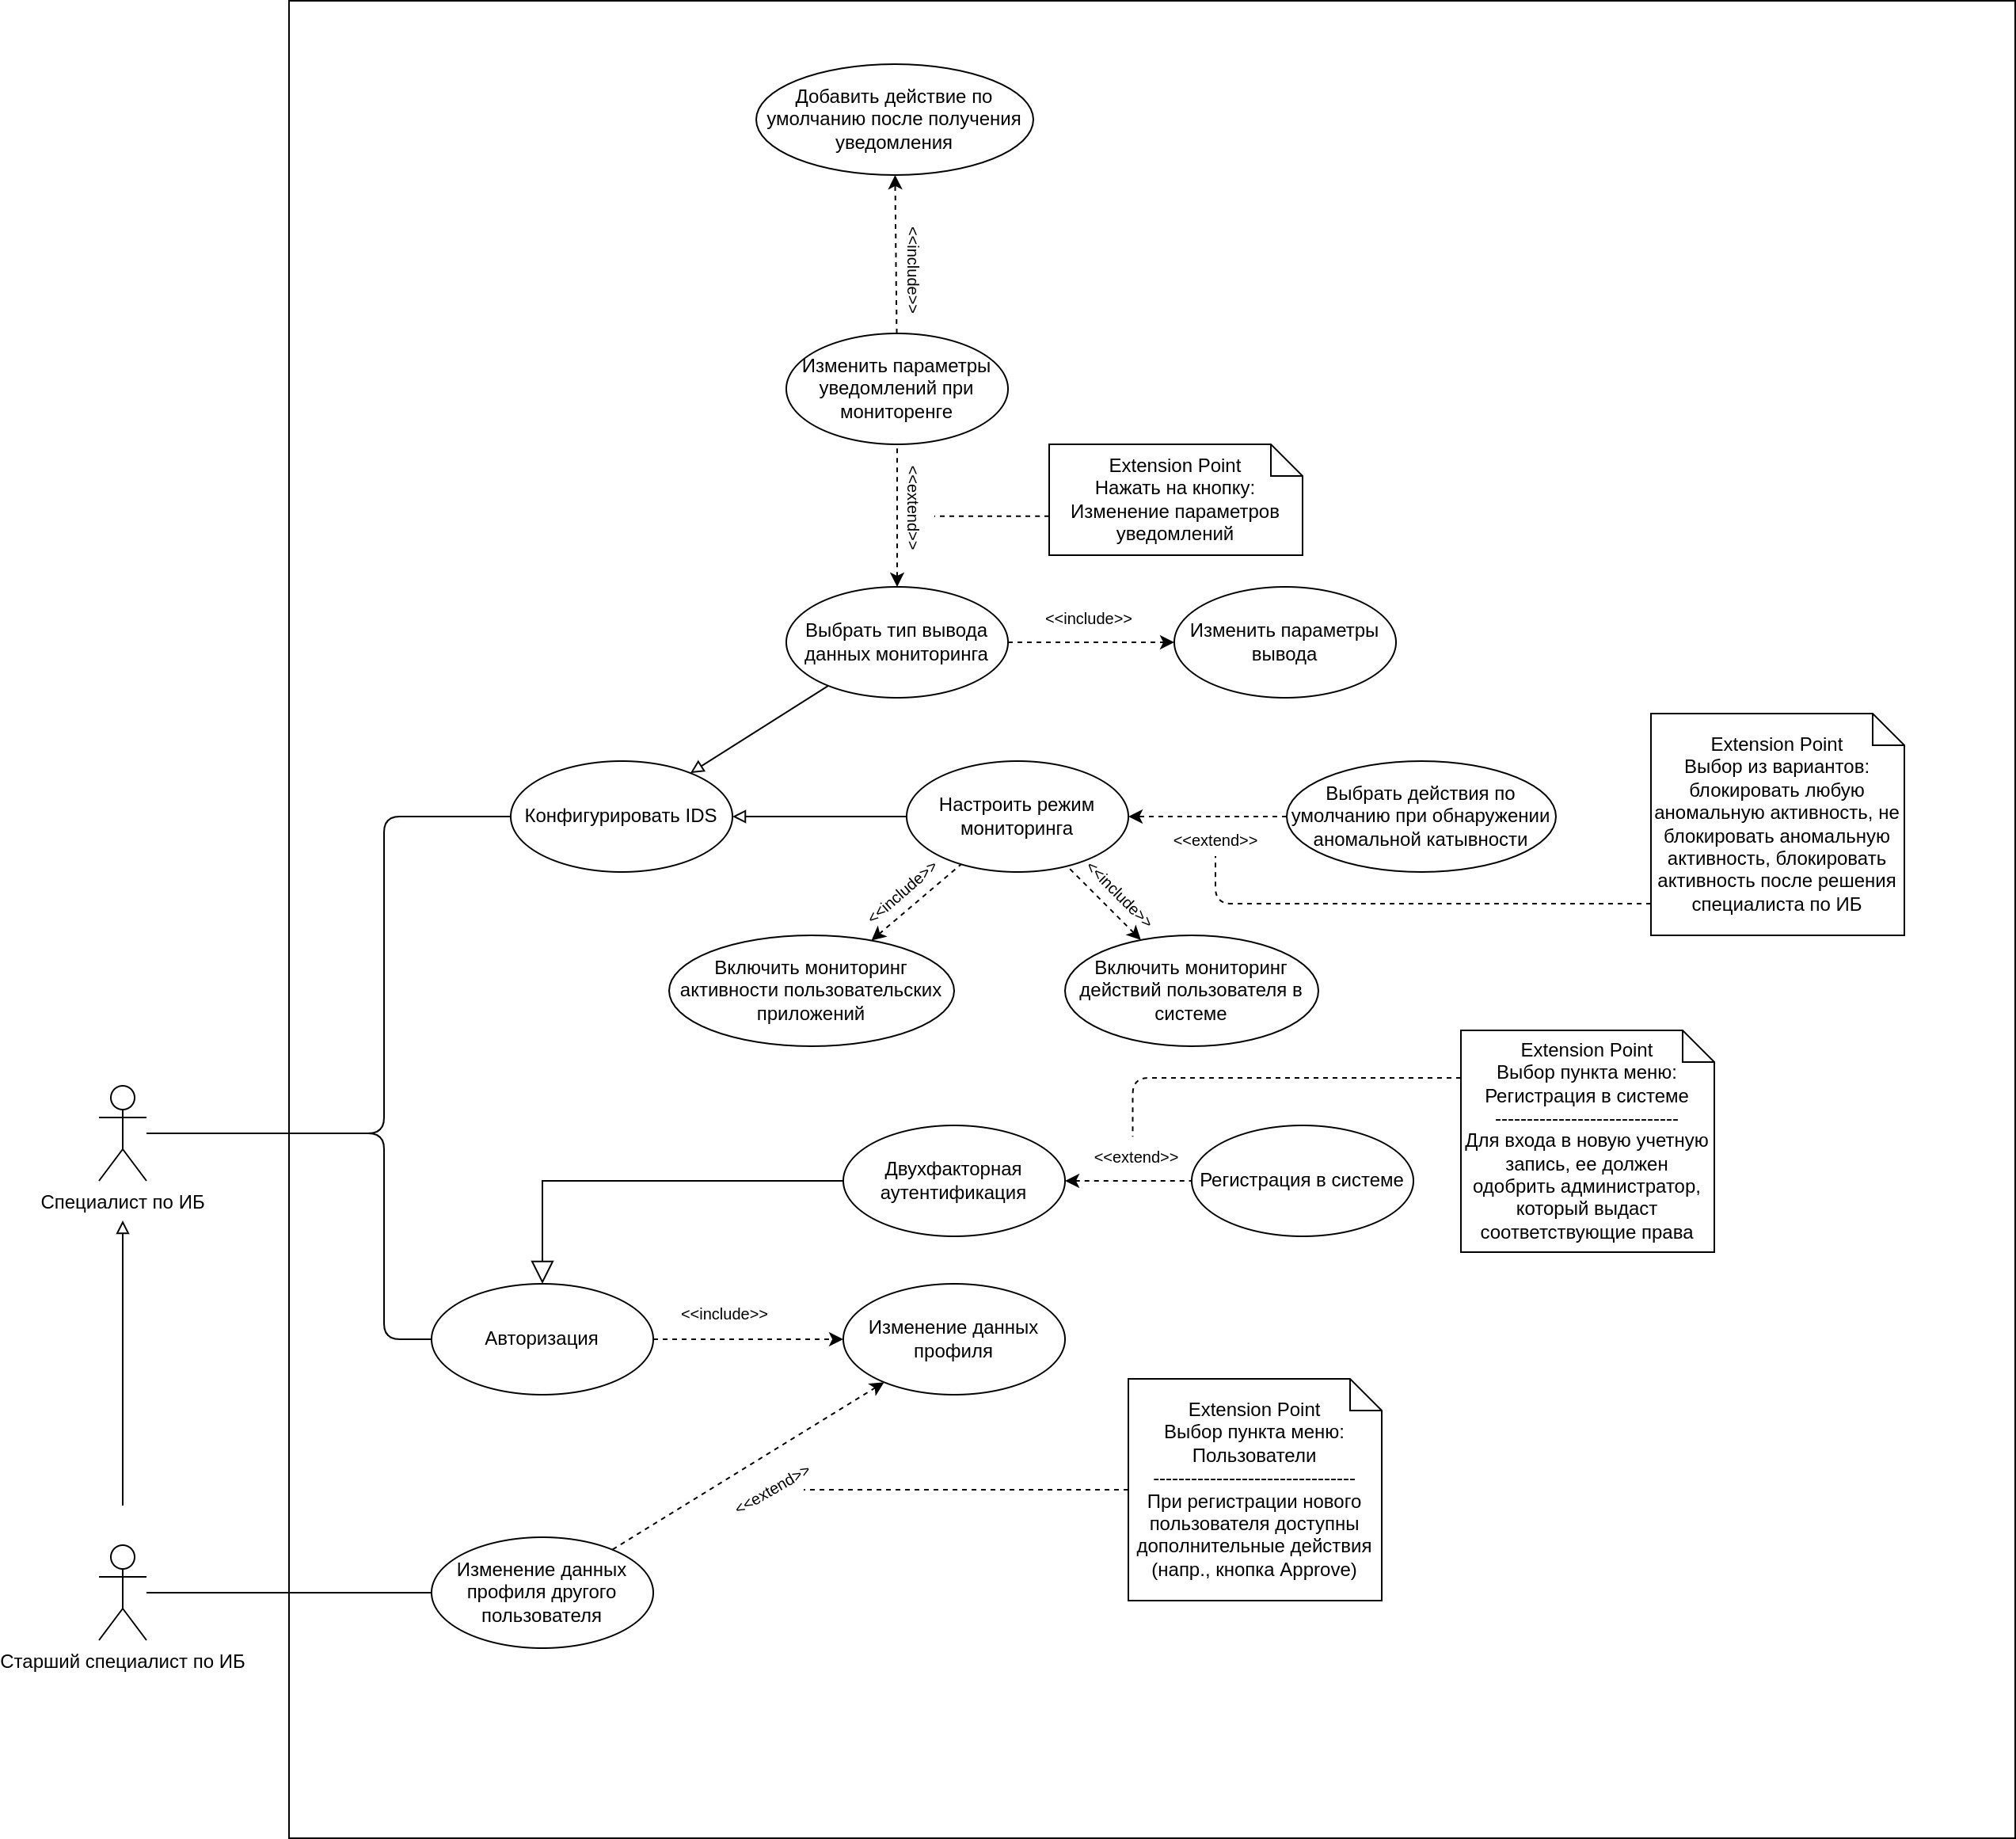 Добавить действие по
умолчанию после получения
уведомления
<<include>>
Изменить параметры
уведомлений при
мониторенге
<<extend>>
Extension Point
Нажать на кнопку:
Изменение параметров
уведомлений
Выбрать тип вывода
данных мониторинга
<<include>>
Изменить параметры
вывода
Конфигурировать IDS
Настроить режим
мониторинга
<<extend>>
Выбрать действия по
умолчанию при обнаружении
аномальной катывности
Extension Point
Выбор из вариантов:
блокировать любую
аномальную активность, не
блокировать аномальную
активность, блокировать
активность после решения
специалиста по ИБ
<<include>>
<<include>>
Включить мониторинг
активности пользовательских
приложений
Включить мониторинг
действий пользователя в
системе
Extension Point
Выбор пункта меню:
Регистрация в системе
-----------------------------
Для входа в новую учетную
запись, ее должен
одобрить администратор,
который выдаст
соответствующие права
Специалист по ИБ
Двухфакторная
аутентификация
<<extend>>
Регистрация в системе
Авторизация
<<include>>
Изменение данных
профиля
Extension Point
Выбор пункта меню:
Пользователи
--------------------------------
При регистрации нового
пользователя доступны
дополнительные действия
(напр., кнопка Approve)
<<extend>>
Изменение данных
профиля другого
пользователя
Старший специалист по ИБ